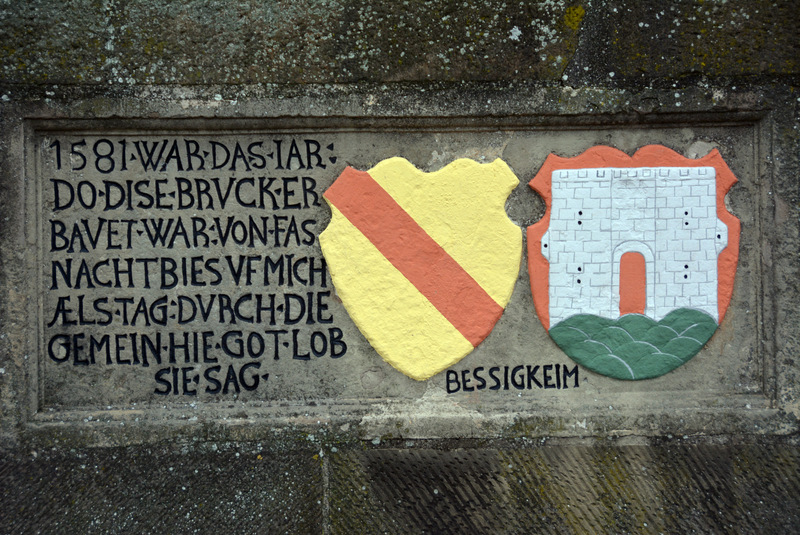 1581·WAR·DAS·IAR:
DO·DISE·BRVCK·ER
BAVET·WAR:VON·FAS
NACHT·BIES·VF·MICH
ÆLS·TAG:DVRCH·DIE
GEMEIN·HIE·GOT·LOB
SIE·SAG·
BESSIGKEIM·